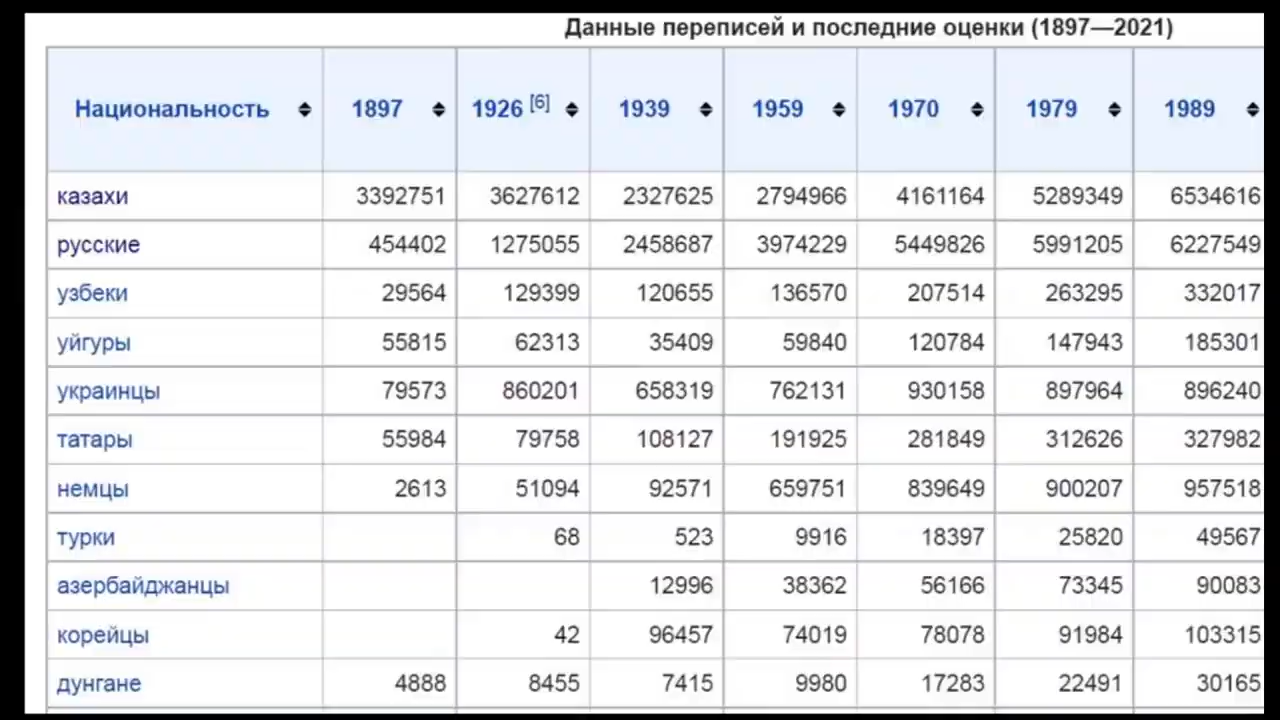 Данные переписей и последние оценки (1897—2021)
Национальность 1897 1926 [6] 1939 1959 1970 1979 1989
казахи 3392751 3627612 2327625 2794966 4161164 5289349 6534616
русские 454402 1275055 2458687 3974229 5449826 5991205 6227549
узбеки 29564 129399 120655 136570 207514 263295 332017
уйгуры 55815 62313 35409 59840 120784 147943 185301
украинцы 79573 860201 658319 762131 930158 897964 896240
татары 55984 79758 108127 191925 281849 312626 327982
немцы 2613 51094 92571 659751 839649 900207 957518
турки 68 523 9916 18397 25820 49567
азербайджанцы 12996 38362 56166 73345 90083
корейцы 42 96457 74019 78078 91984 103315
дунгане 4888 8455 7415 9980 17283 22491 30165